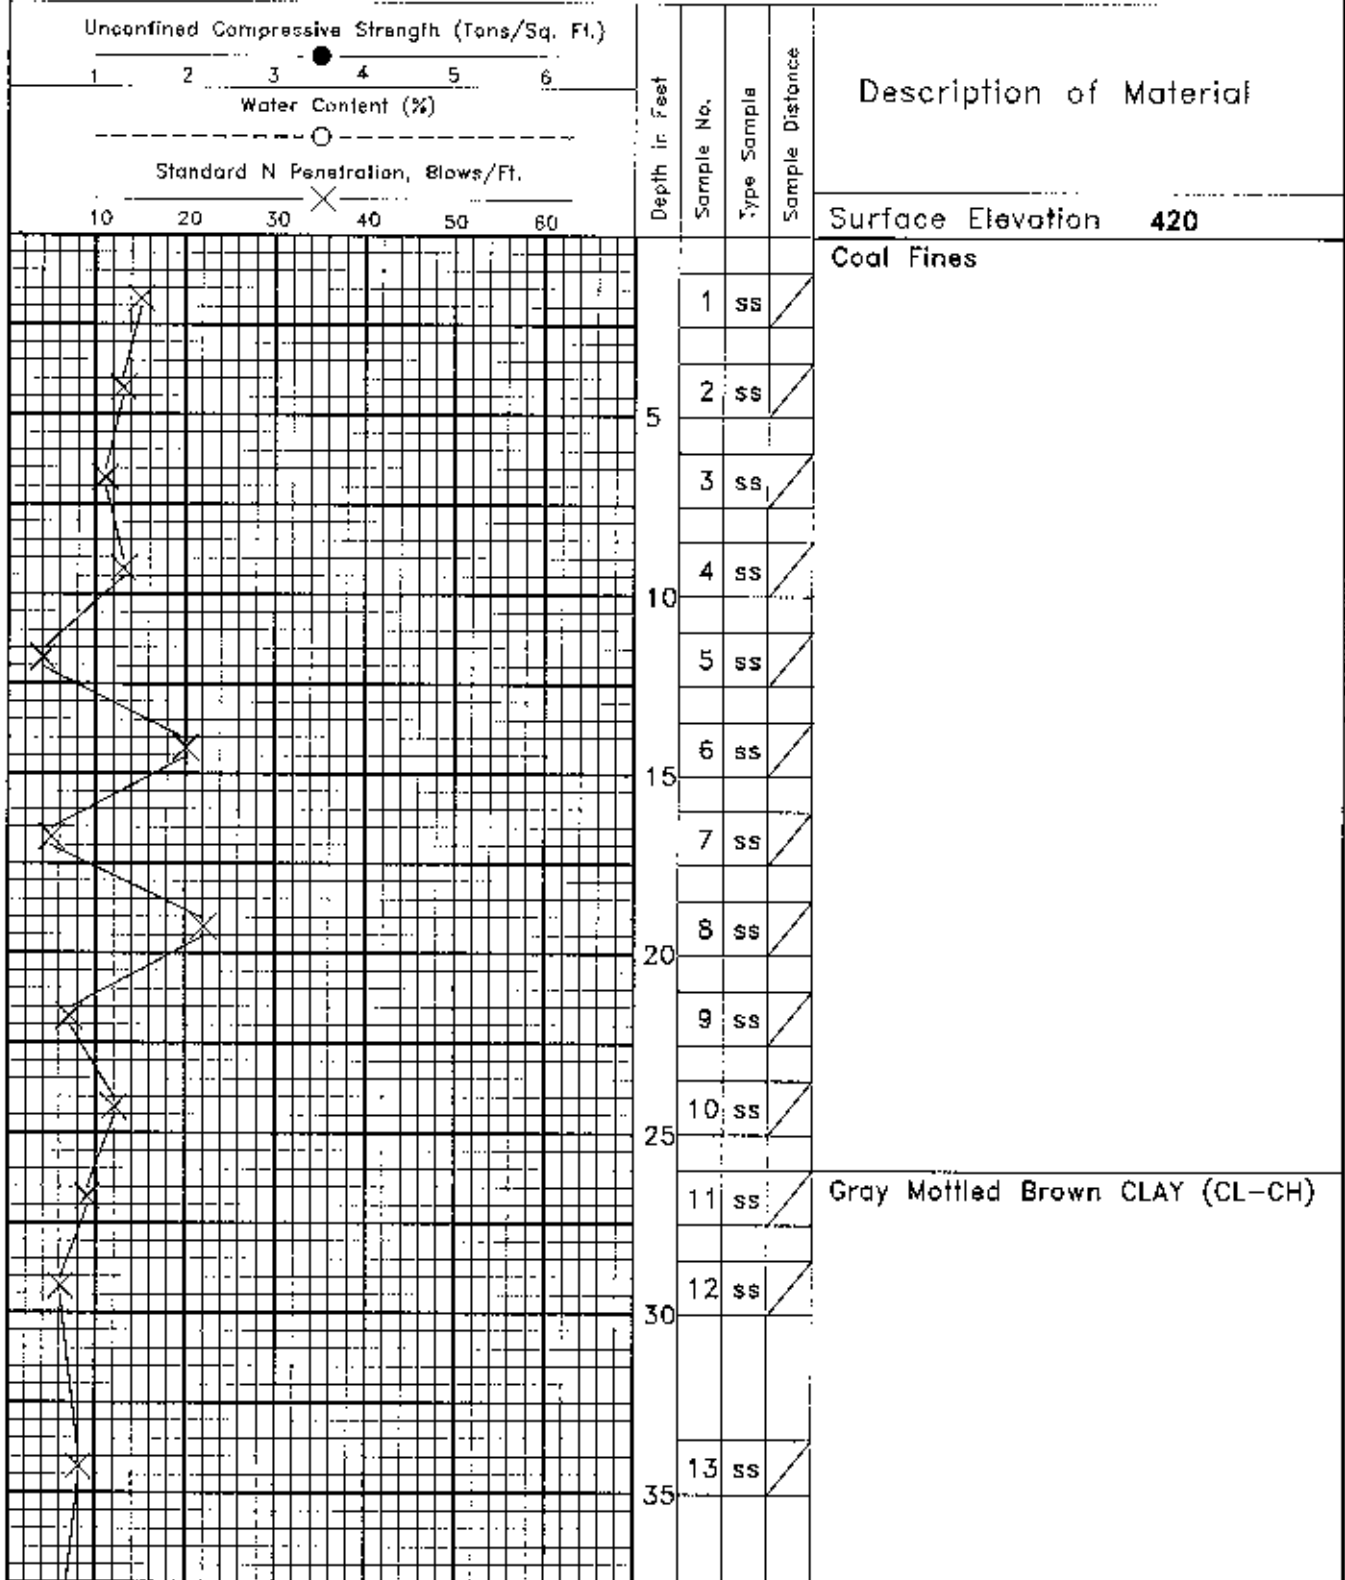 Unconfined Compressive Strength (Tons/Sq. Ft.)
1 2 3 4 5 6
Water Content (%)
Standard N Penetration, Blows/Ft.
10 20 30 40 50 60
Depth in Feet
Sample No.
Type Sample
Sample Distance
Description of Material
Surface Elevation 420
Coal Fines
1 ss
2 ss
5
3 ss
4 ss
10
5 ss
6 ss
15
7 ss
8 ss
20
9 ss
10 ss
25
11 ss Gray Mottled Brown CLAY (CL-CH)
12 ss
30
13 ss
35